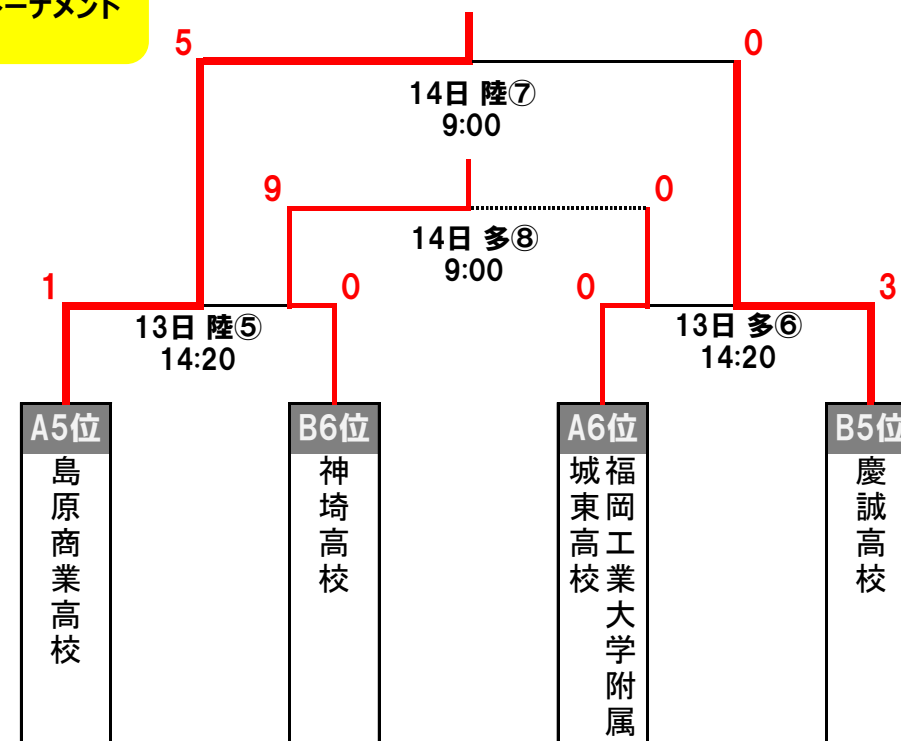 ーナメント
5
0
14日 陸⑦
9:00
9
0
14日 多⑧
9:00
1
0
0
3
13日 陸⑤
14:20
13日 多⑥
14:20
A5位
B6位
A6位
B5位
島原商業高校
神埼高校
福岡工業大学附属
城東高校
慶誠高校